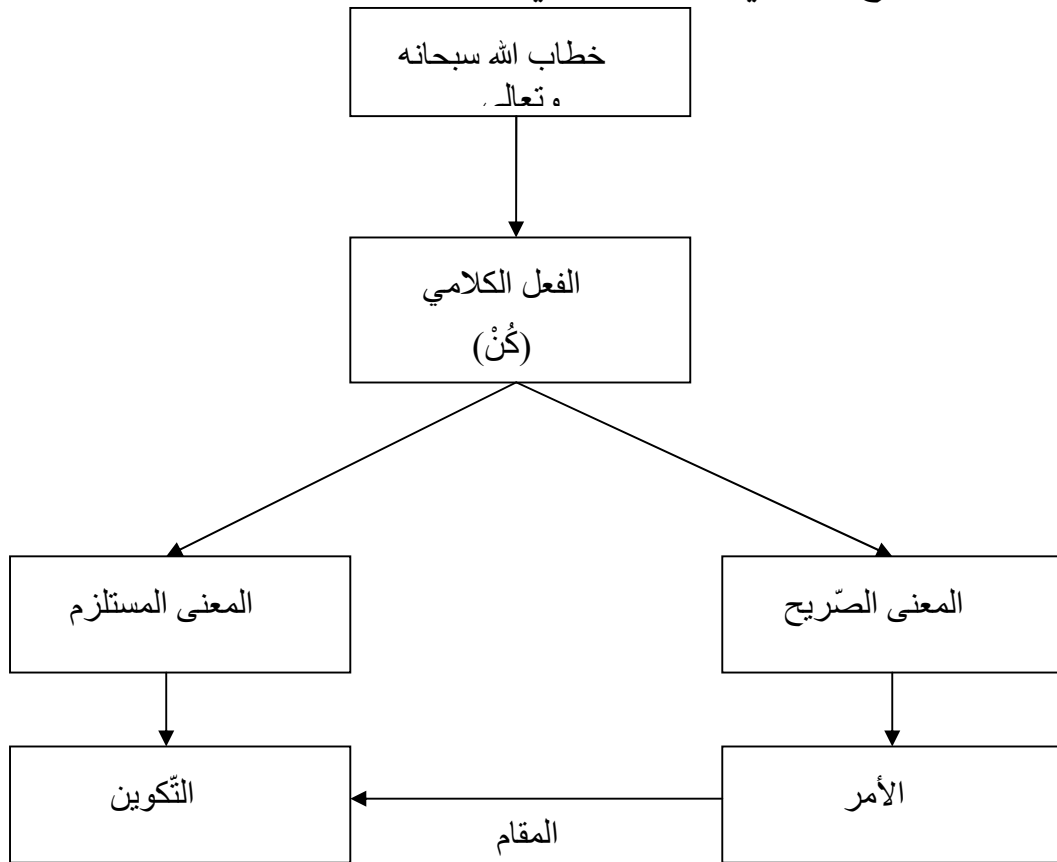 خطاب الله سبحانه
وتعالى
الفعل الكلامي
(كُنْ)
المعنى الصّريح
المعنى المستلزم
الأمر
التّكوين
المقام